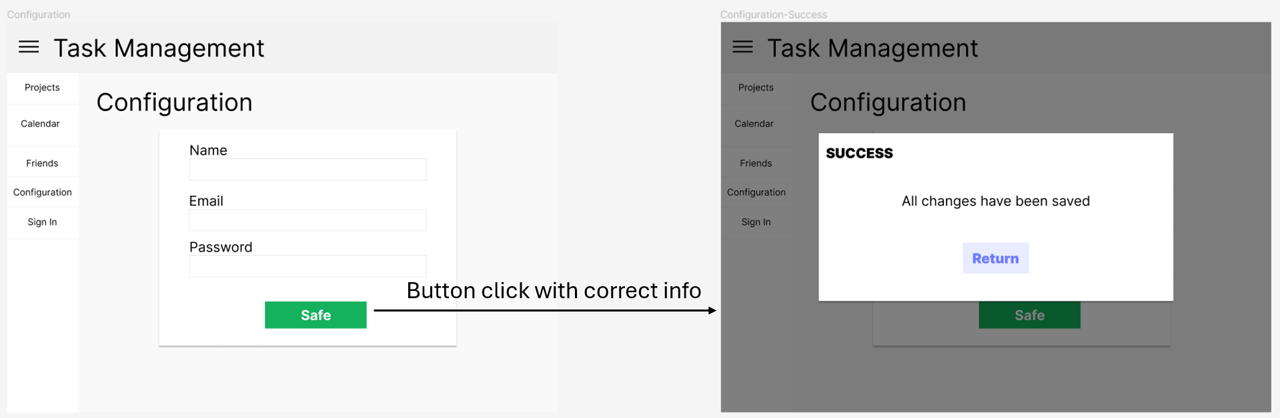 Configuration
Task Management
Projects
Calendar
Friends
Configuration
Sign In
Configuration
Name
Email
Password
Safe
Button click with correct info
Configuration-Success
Task Management
Projects
Calendar
Friends
Configuration
Sign In
Configuration
SUCCESS
All changes have been saved
Return
Safe